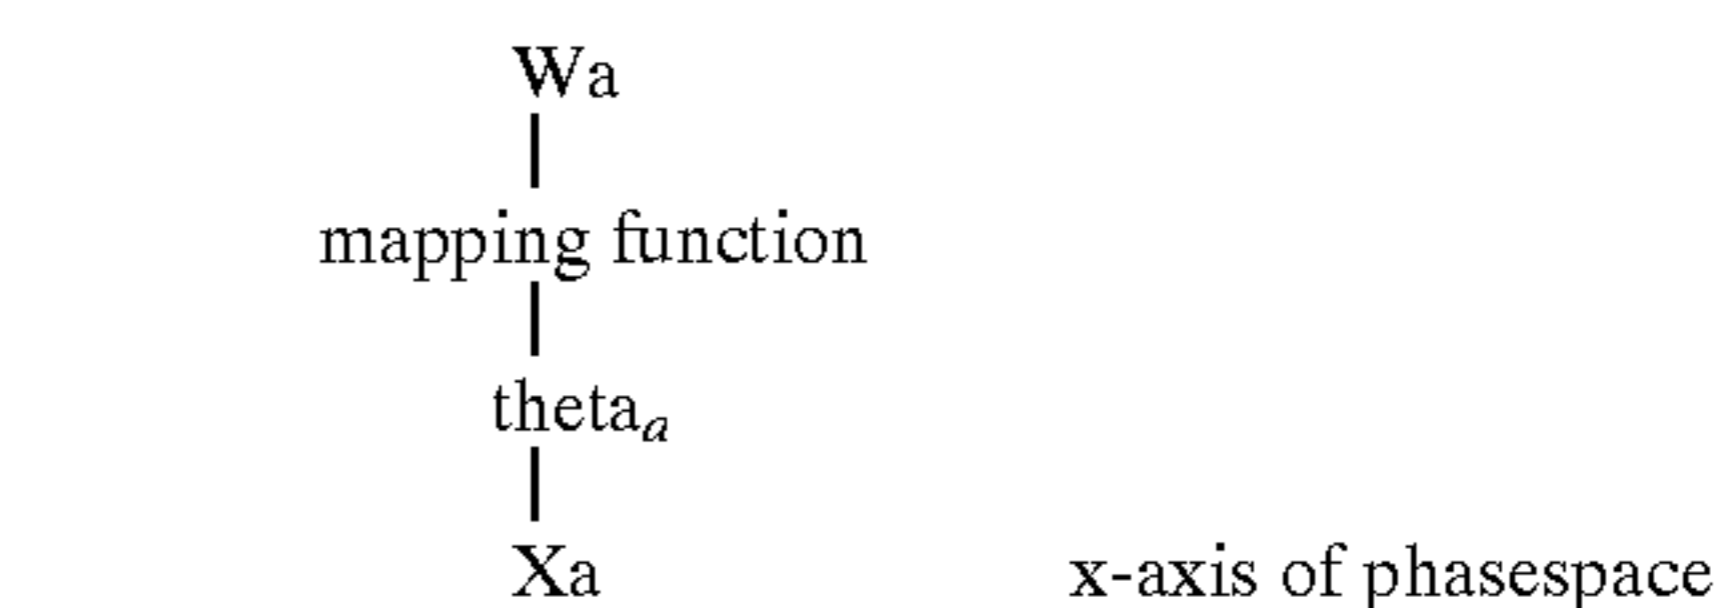 Wa
mapping function
theta_a
Xa x-axis of phasespace